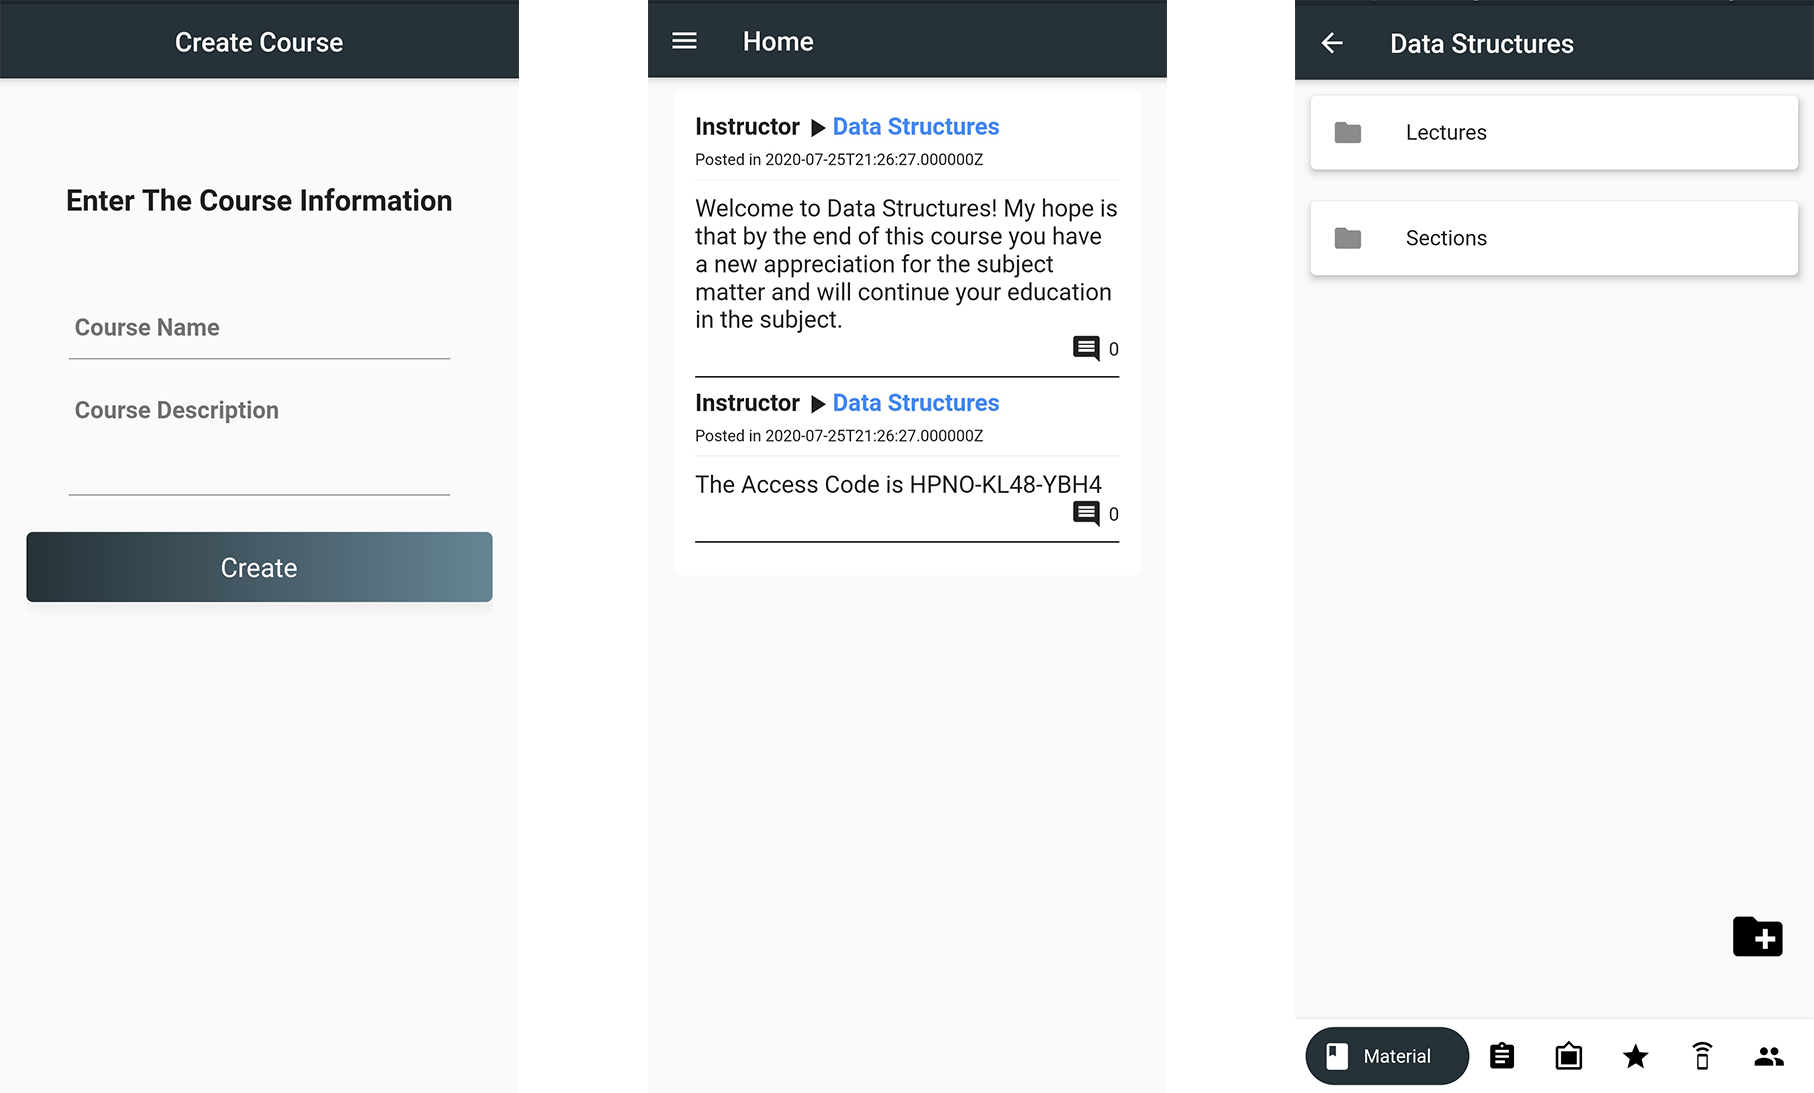 Create Course
Enter The Course Information
Course Name
Course Description
Create
Home
Instructor ▶ Data Structures
Posted in 2020-07-25T21:26:27.000000Z
Welcome to Data Structures! My hope is
that by the end of this course you have
a new appreciation for the subject
matter and will continue your education
in the subject.
0
Instructor ▶ Data Structures
Posted in 2020-07-25T21:26:27.000000Z
The Access Code is HPNO-KL48-YBH4
0
Data Structures
Lectures
Sections
Material